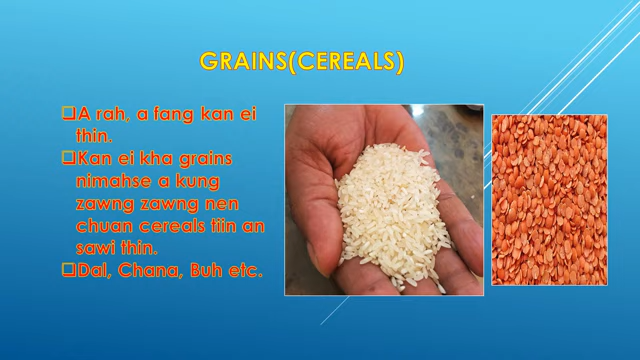 GRAINS(CEREALS)
❑A rah, a fang kan ei
thin.
❑Kan ei kha grains
nimahse a kung
zawng zawng nen
chuan cereals tiin an
sawi thin.
❑Dal, Chana, Buh etc.